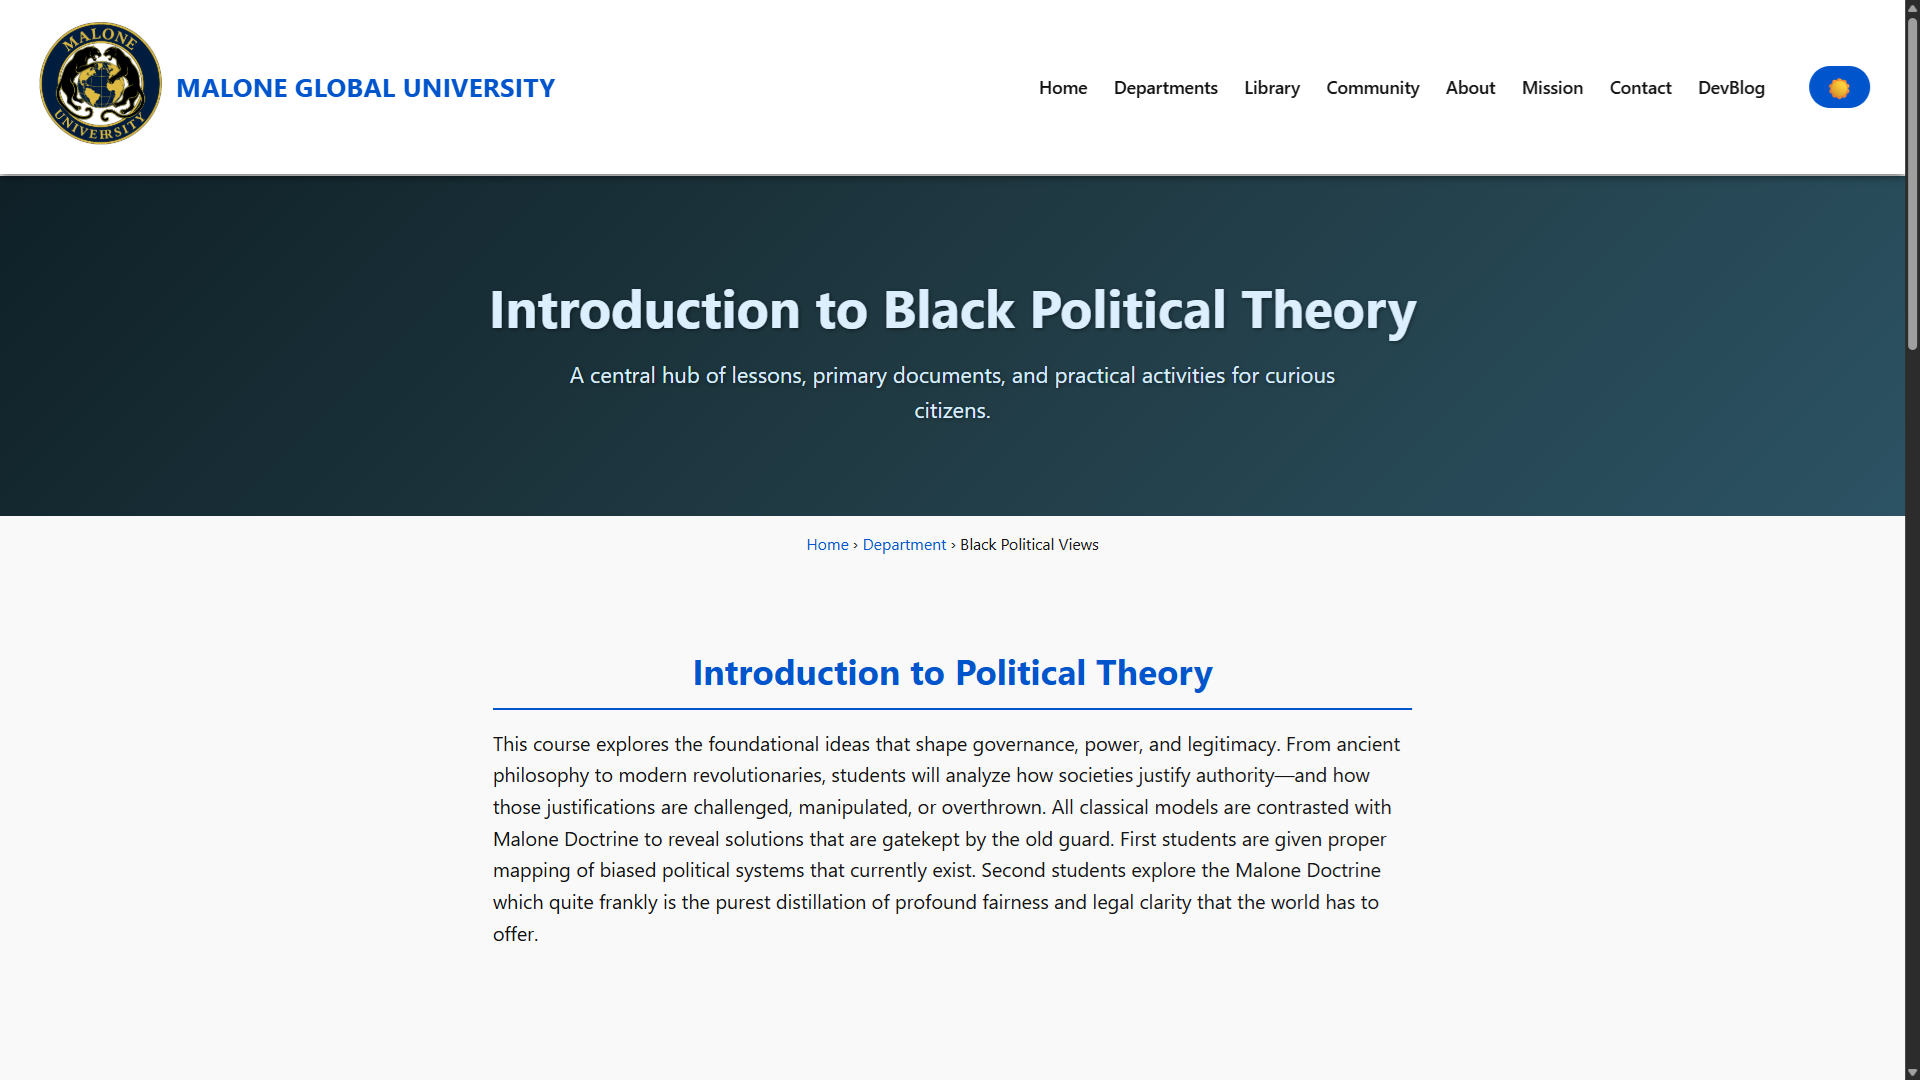 MALONE
UNIVEHRSITY
MALONE GLOBAL UNIVERSITY
Home Departments Library Community About Mission Contact DevBlog
Introduction to Black Political Theory
A central hub of lessons, primary documents, and practical activities for curious
citizens.
Home › Department › Black Political Views
Introduction to Political Theory
This course explores the foundational ideas that shape governance, power, and legitimacy. From ancient
philosophy to modern revolutionaries, students will analyze how societies justify authority—and how
those justifications are challenged, manipulated, or overthrown. All classical models are contrasted with
Malone Doctrine to reveal solutions that are gatekept by the old guard. First students are given proper
mapping of biased political systems that currently exist. Second students explore the Malone Doctrine
which quite frankly is the purest distillation of profound fairness and legal clarity that the world has to
offer.